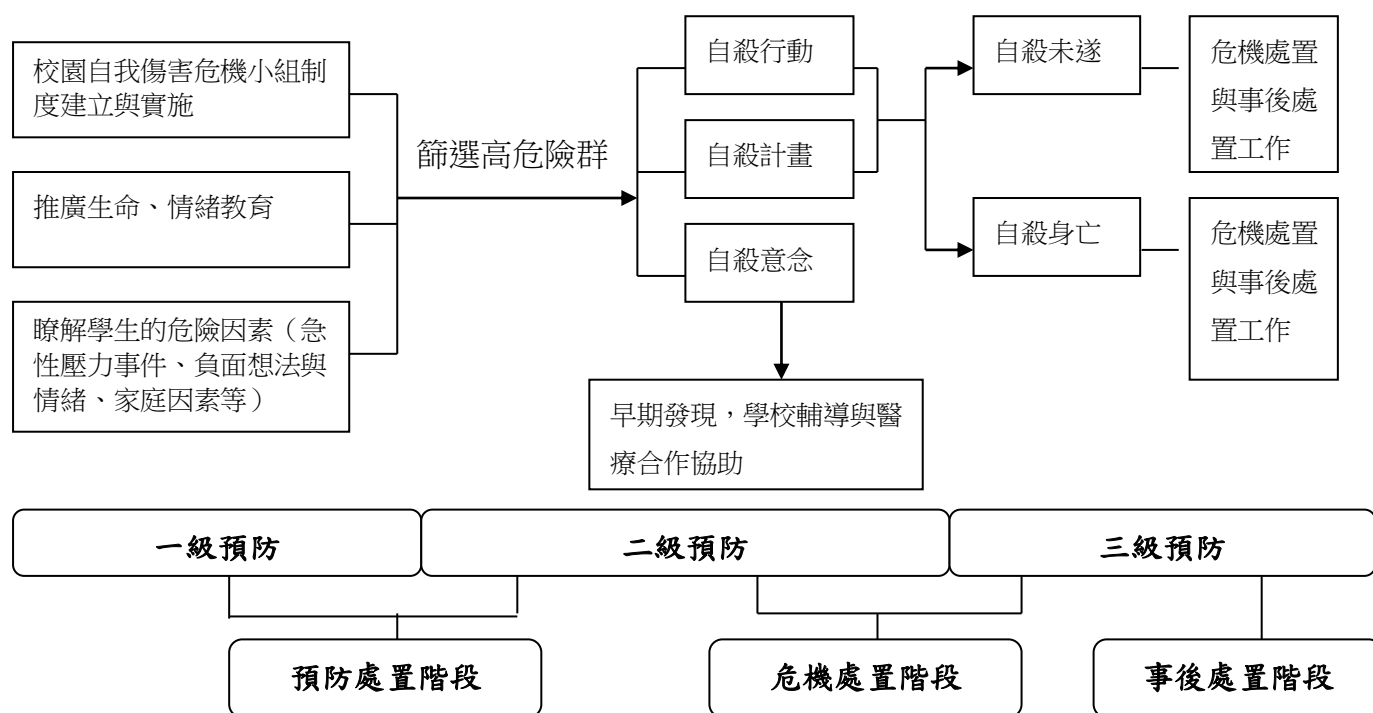 校園自我傷害危機小組制
度建立與實施
推廣生命、情緒教育
瞭解學生的危險因素（急
性壓力事件、負面想法與
情緒、家庭因素等）
篩選高危險群
自殺行動
自殺計畫
自殺意念
早期發現，學校輔導與醫
療合作協助
自殺未遂
自殺身亡
危機處置
與事後處
置工作
危機處置
與事後處
置工作
一級預防
二級預防
三級預防
預防處置階段
危機處置階段
事後處置階段